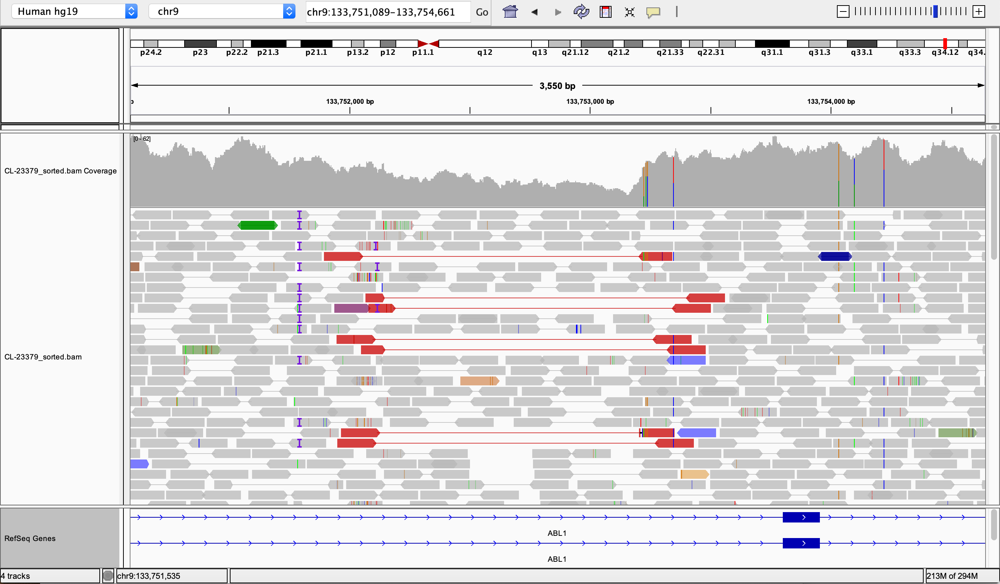 Human hg19 chr9 chr9:133,751,089-133,754,661 Go
p24.2 p23 p22.2 p21.3 p21.1 p13.2 p12 p11.1 q12 q13 q21.12 q21.2 q21.33 q22.31 q31.1 q31.3 q33.1 q33.3 q34.12 q34.
3,550 bp
p 133,752,000 bp 133,753,000 bp 133,754,000 bp
[0 - 62]
CL-23379_sorted.bam Coverage
CL-23379_sorted.bam
ABL1
RefSeq Genes
ABL1
4 tracks chr9:133,751,535 213M of 294M